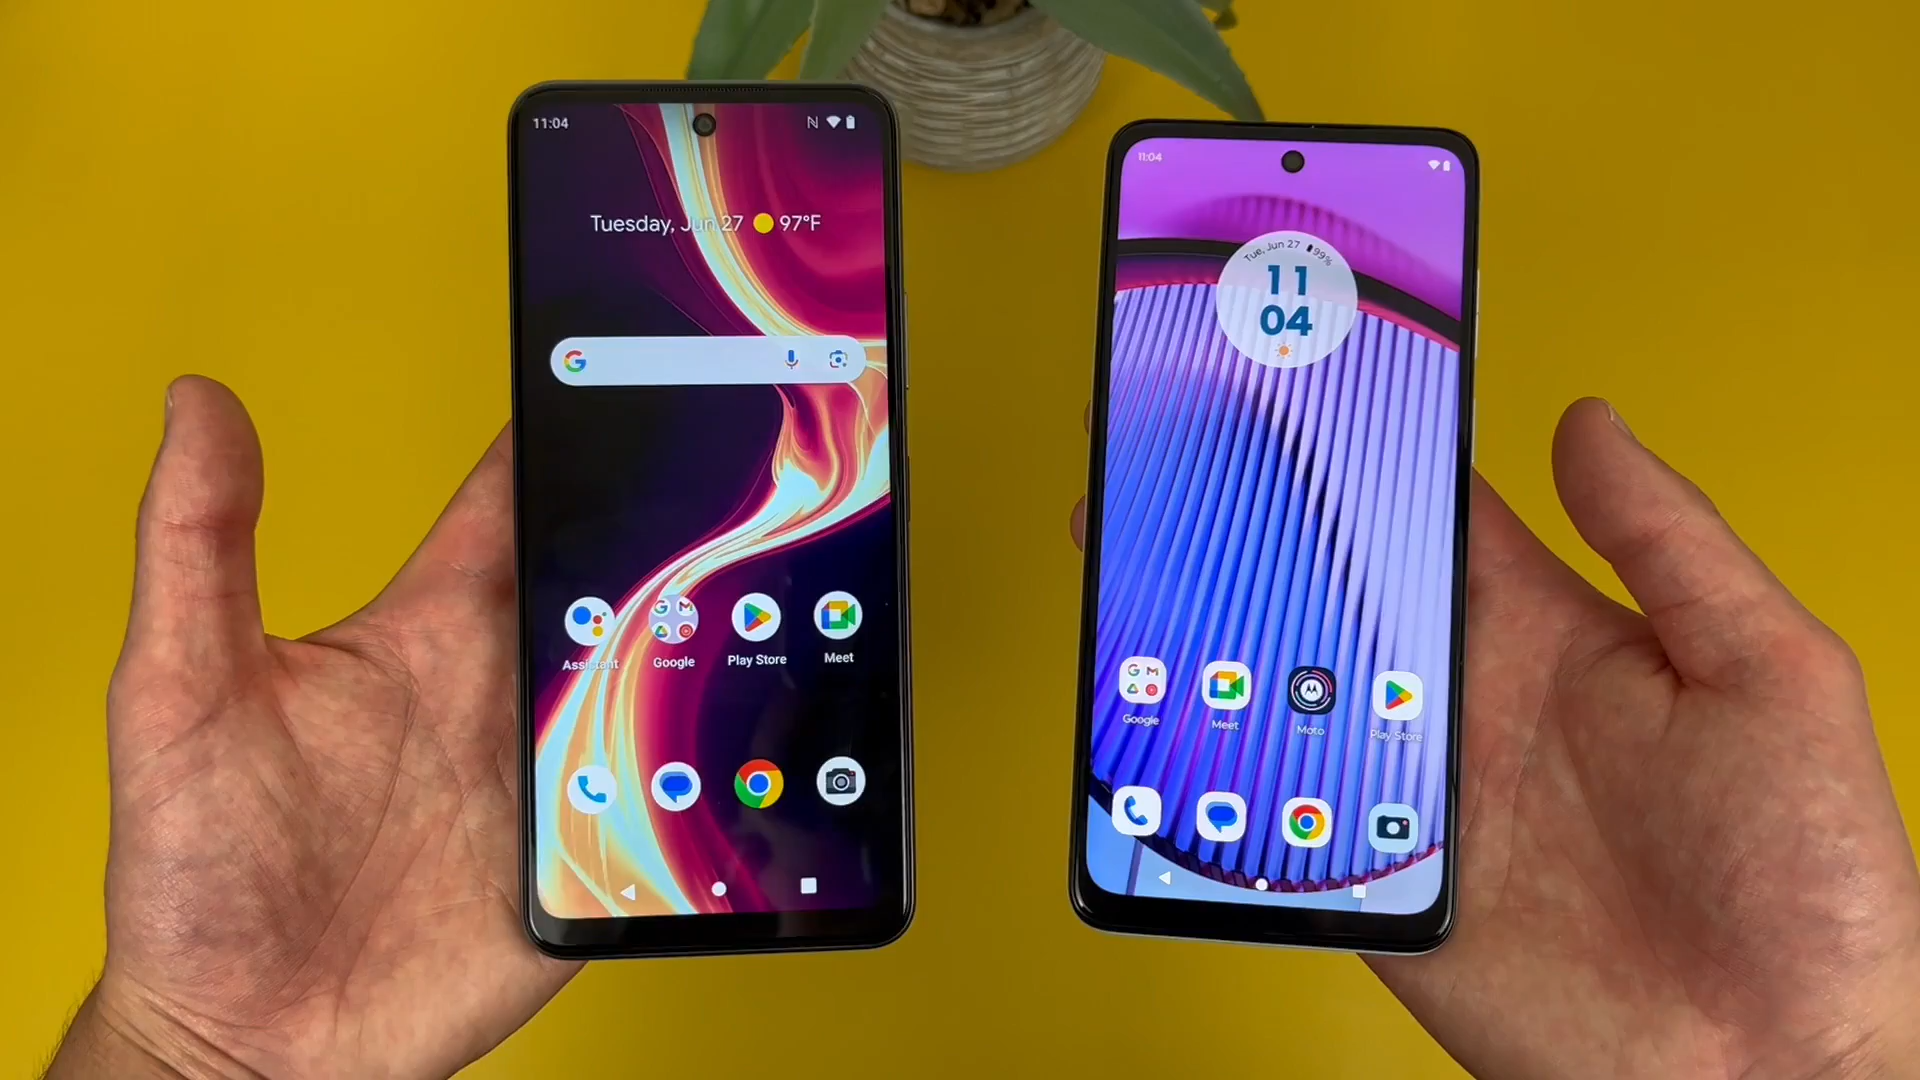 11:04
Tuesday, Jun 27 97°F
Assistant
Google
Play Store
Meet
11:04
Tue, Jun 27 99%
11
04
Google
Meet
Moto
Play Store